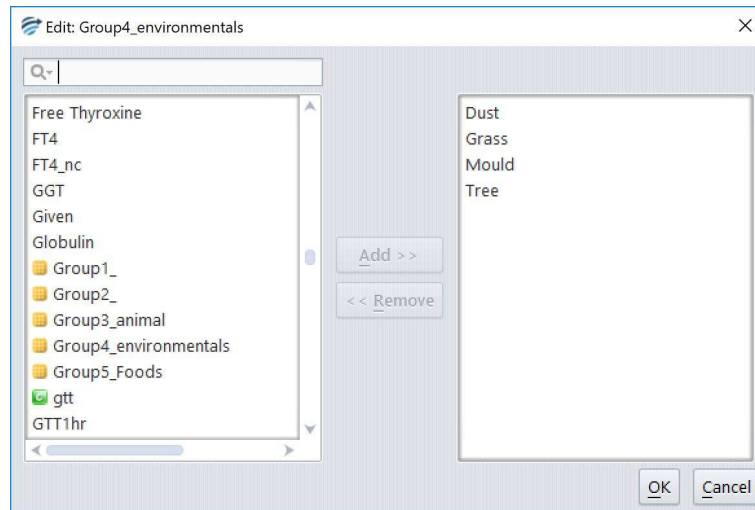 Edit: Group4_environmentals
Free Thyroxine
FT4
FT4_nc
GGT
Given
Globulin
Group1_
Group2_
Group3_animal
Group4_environmentals
Group5_Foods
gtt
GTT1hr
Add >>
<< Remove
Dust
Grass
Mould
Tree
OK
Cancel